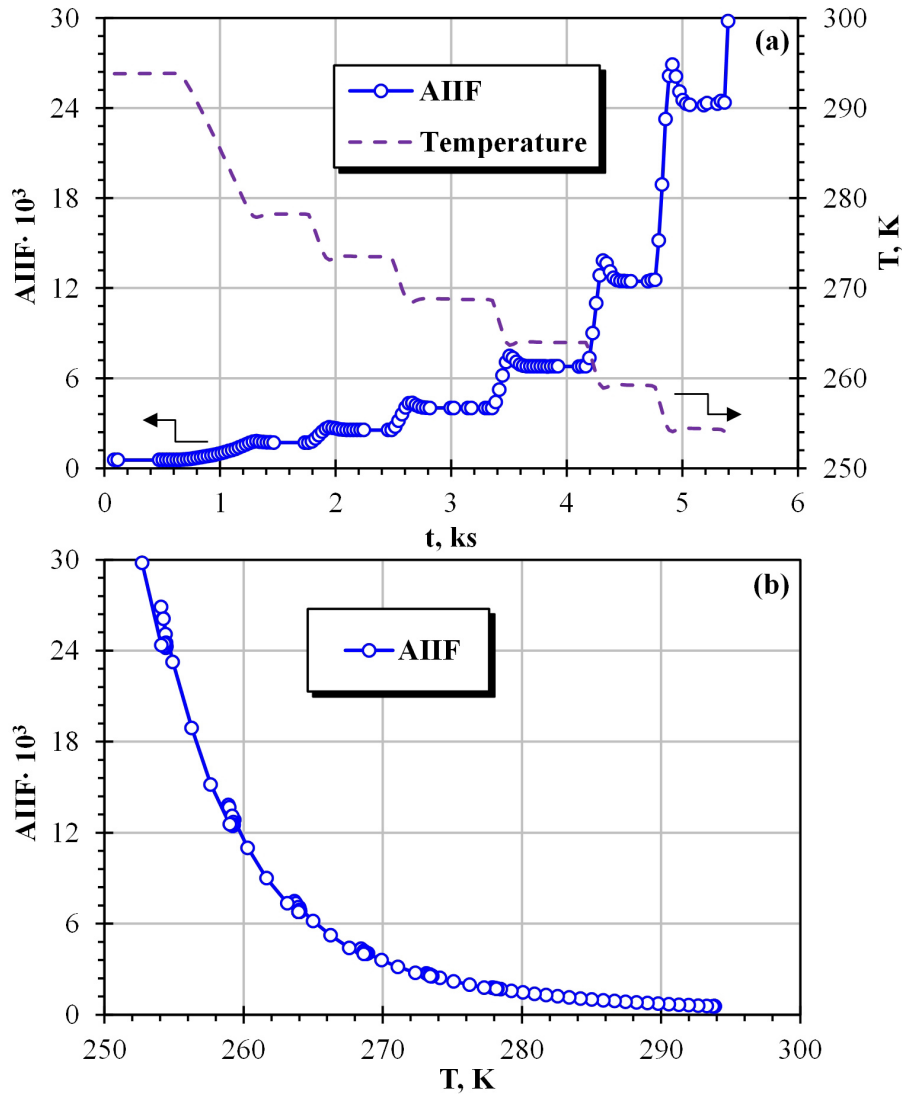 (a)
AIIF
Temperature
AIIF· 10³
30
24
18
12
6
0
T, K
300
290
280
270
260
250
0 1 2 3 4 5 6
t, ks
(b)
AIIF
AIIF· 10³
30
24
18
12
6
0
250 260 270 280 290 300
T, K